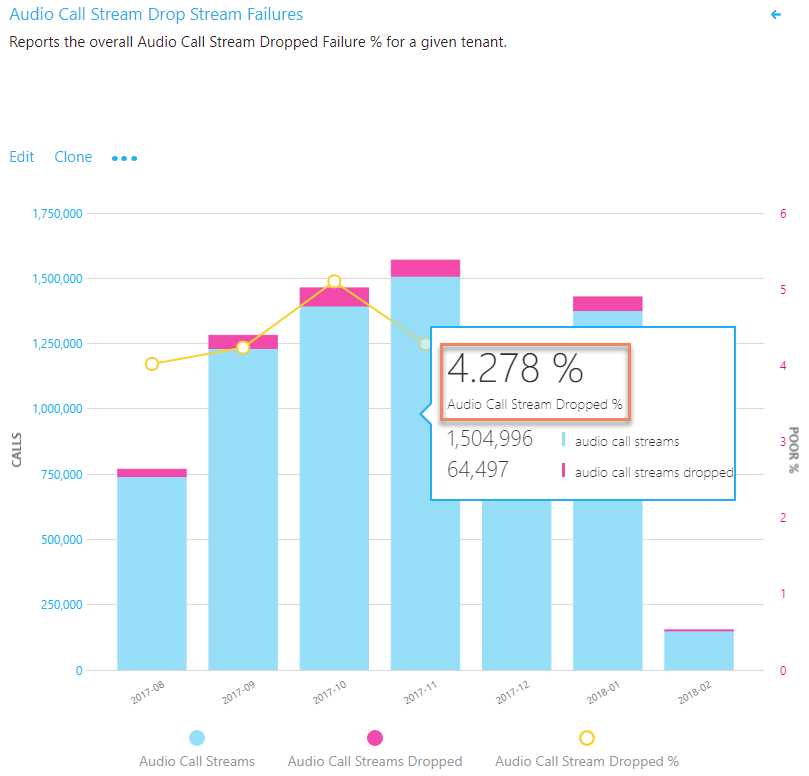 Audio Call Stream Drop Stream Failures
Reports the overall Audio Call Stream Dropped Failure % for a given tenant.
Edit Clone
1,750,000
1,500,000
1,250,000
1,000,000
750,000
500,000
250,000
0
CALLS
6
5
4
3
2
1
0
POOR %
4.278 %
Audio Call Stream Dropped %
1,504,996 audio call streams
64,497 audio call streams dropped
2017-08 2017-09 2017-10 2017-11 2017-12 2018-01 2018-02
Audio Call Streams Audio Call Streams Dropped Audio Call Stream Dropped %